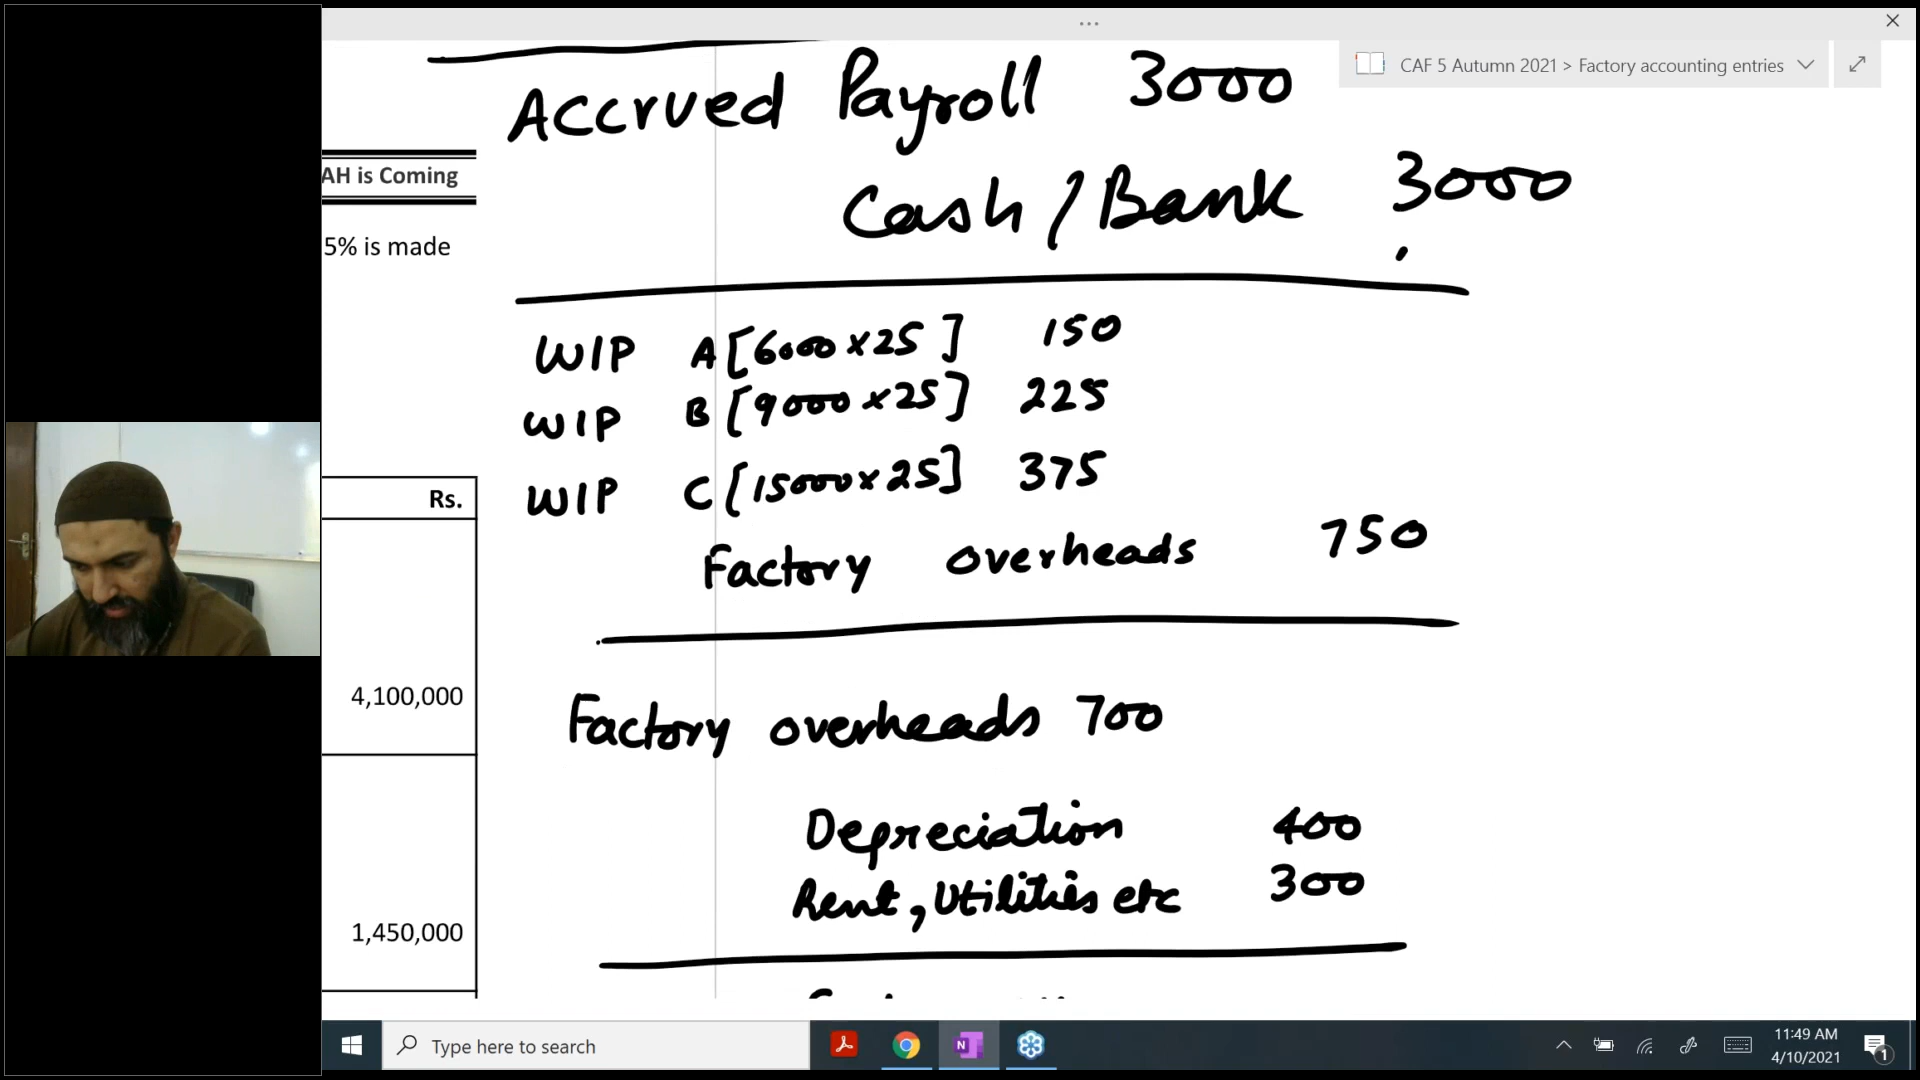 ...
CAF 5 Autumn 2021 > Factory accounting entries
Accrued Payroll 3000
Cash / Bank 3000
AH is Coming
5% is made
WIP A [6000 x 25] 150
WIP B [9000 x 25] 225
WIP C [15000 x 25] 375
Factory overheads 750
Rs.
4,100,000
Factory overheads 700
Depreciation 400
Rent, Utilities etc 300
1,450,000
Type here to search
N
11:49 AM
4/10/2021
1